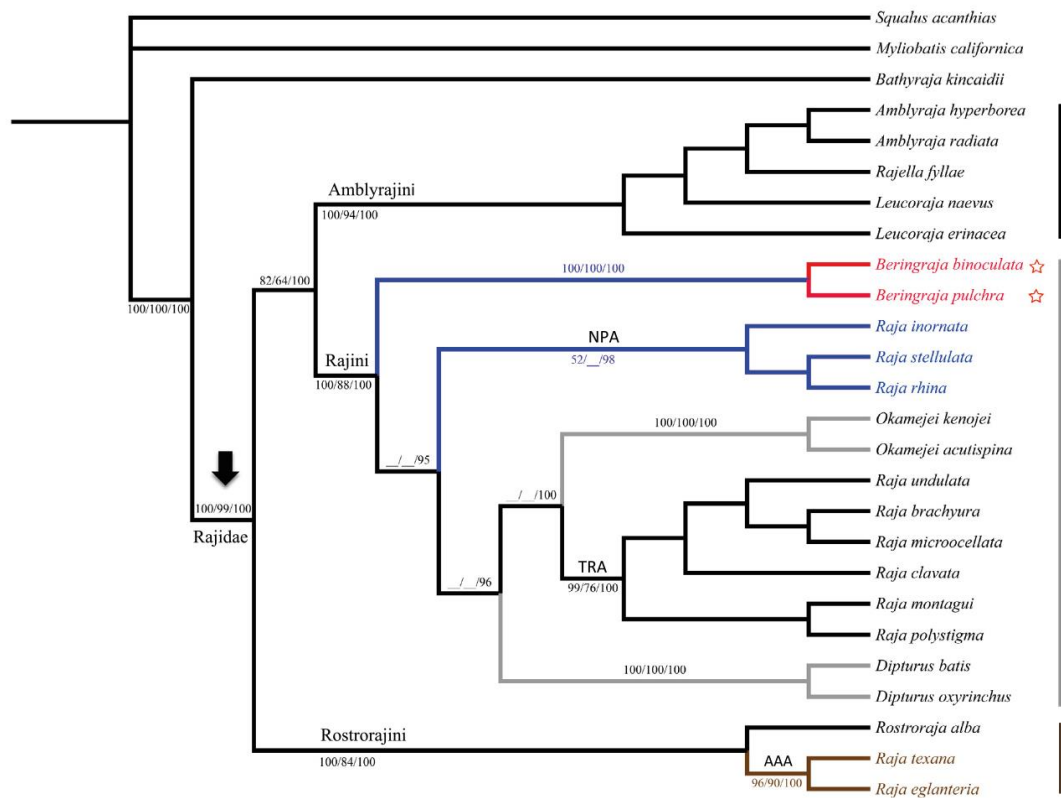 Squalus acanthias
Myliobatis californica
Bathyraja kincaidii
Amblyraja hyperborea
Amblyraja radiata
Rajella fyllae
Amblyrajini
Leucoraja naevus
100/94/100
Leucoraja erinacea
Beringraja binoculata
100/100/100
82/64/100
Beringraja pulchra
100/100/100
Raja inornata
NPA
Raja stellulata
52/__/98
Rajini
100/88/100
Raja rhina
Okamejei kenojei
100/100/100
Okamejei acutispina
__/__/95
Raja undulata
__/__/100
100/99/100
Raja brachyura
Rajidae
Raja microocellata
TRA
Raja clavata
__/__/96
99/76/100
Raja montagui
Raja polystigma
Dipturus batis
100/100/100
Dipturus oxyrinchus
Rostroraja alba
Rostrorajini
100/84/100
AAA
Raja texana
96/90/100
Raja eglanteria